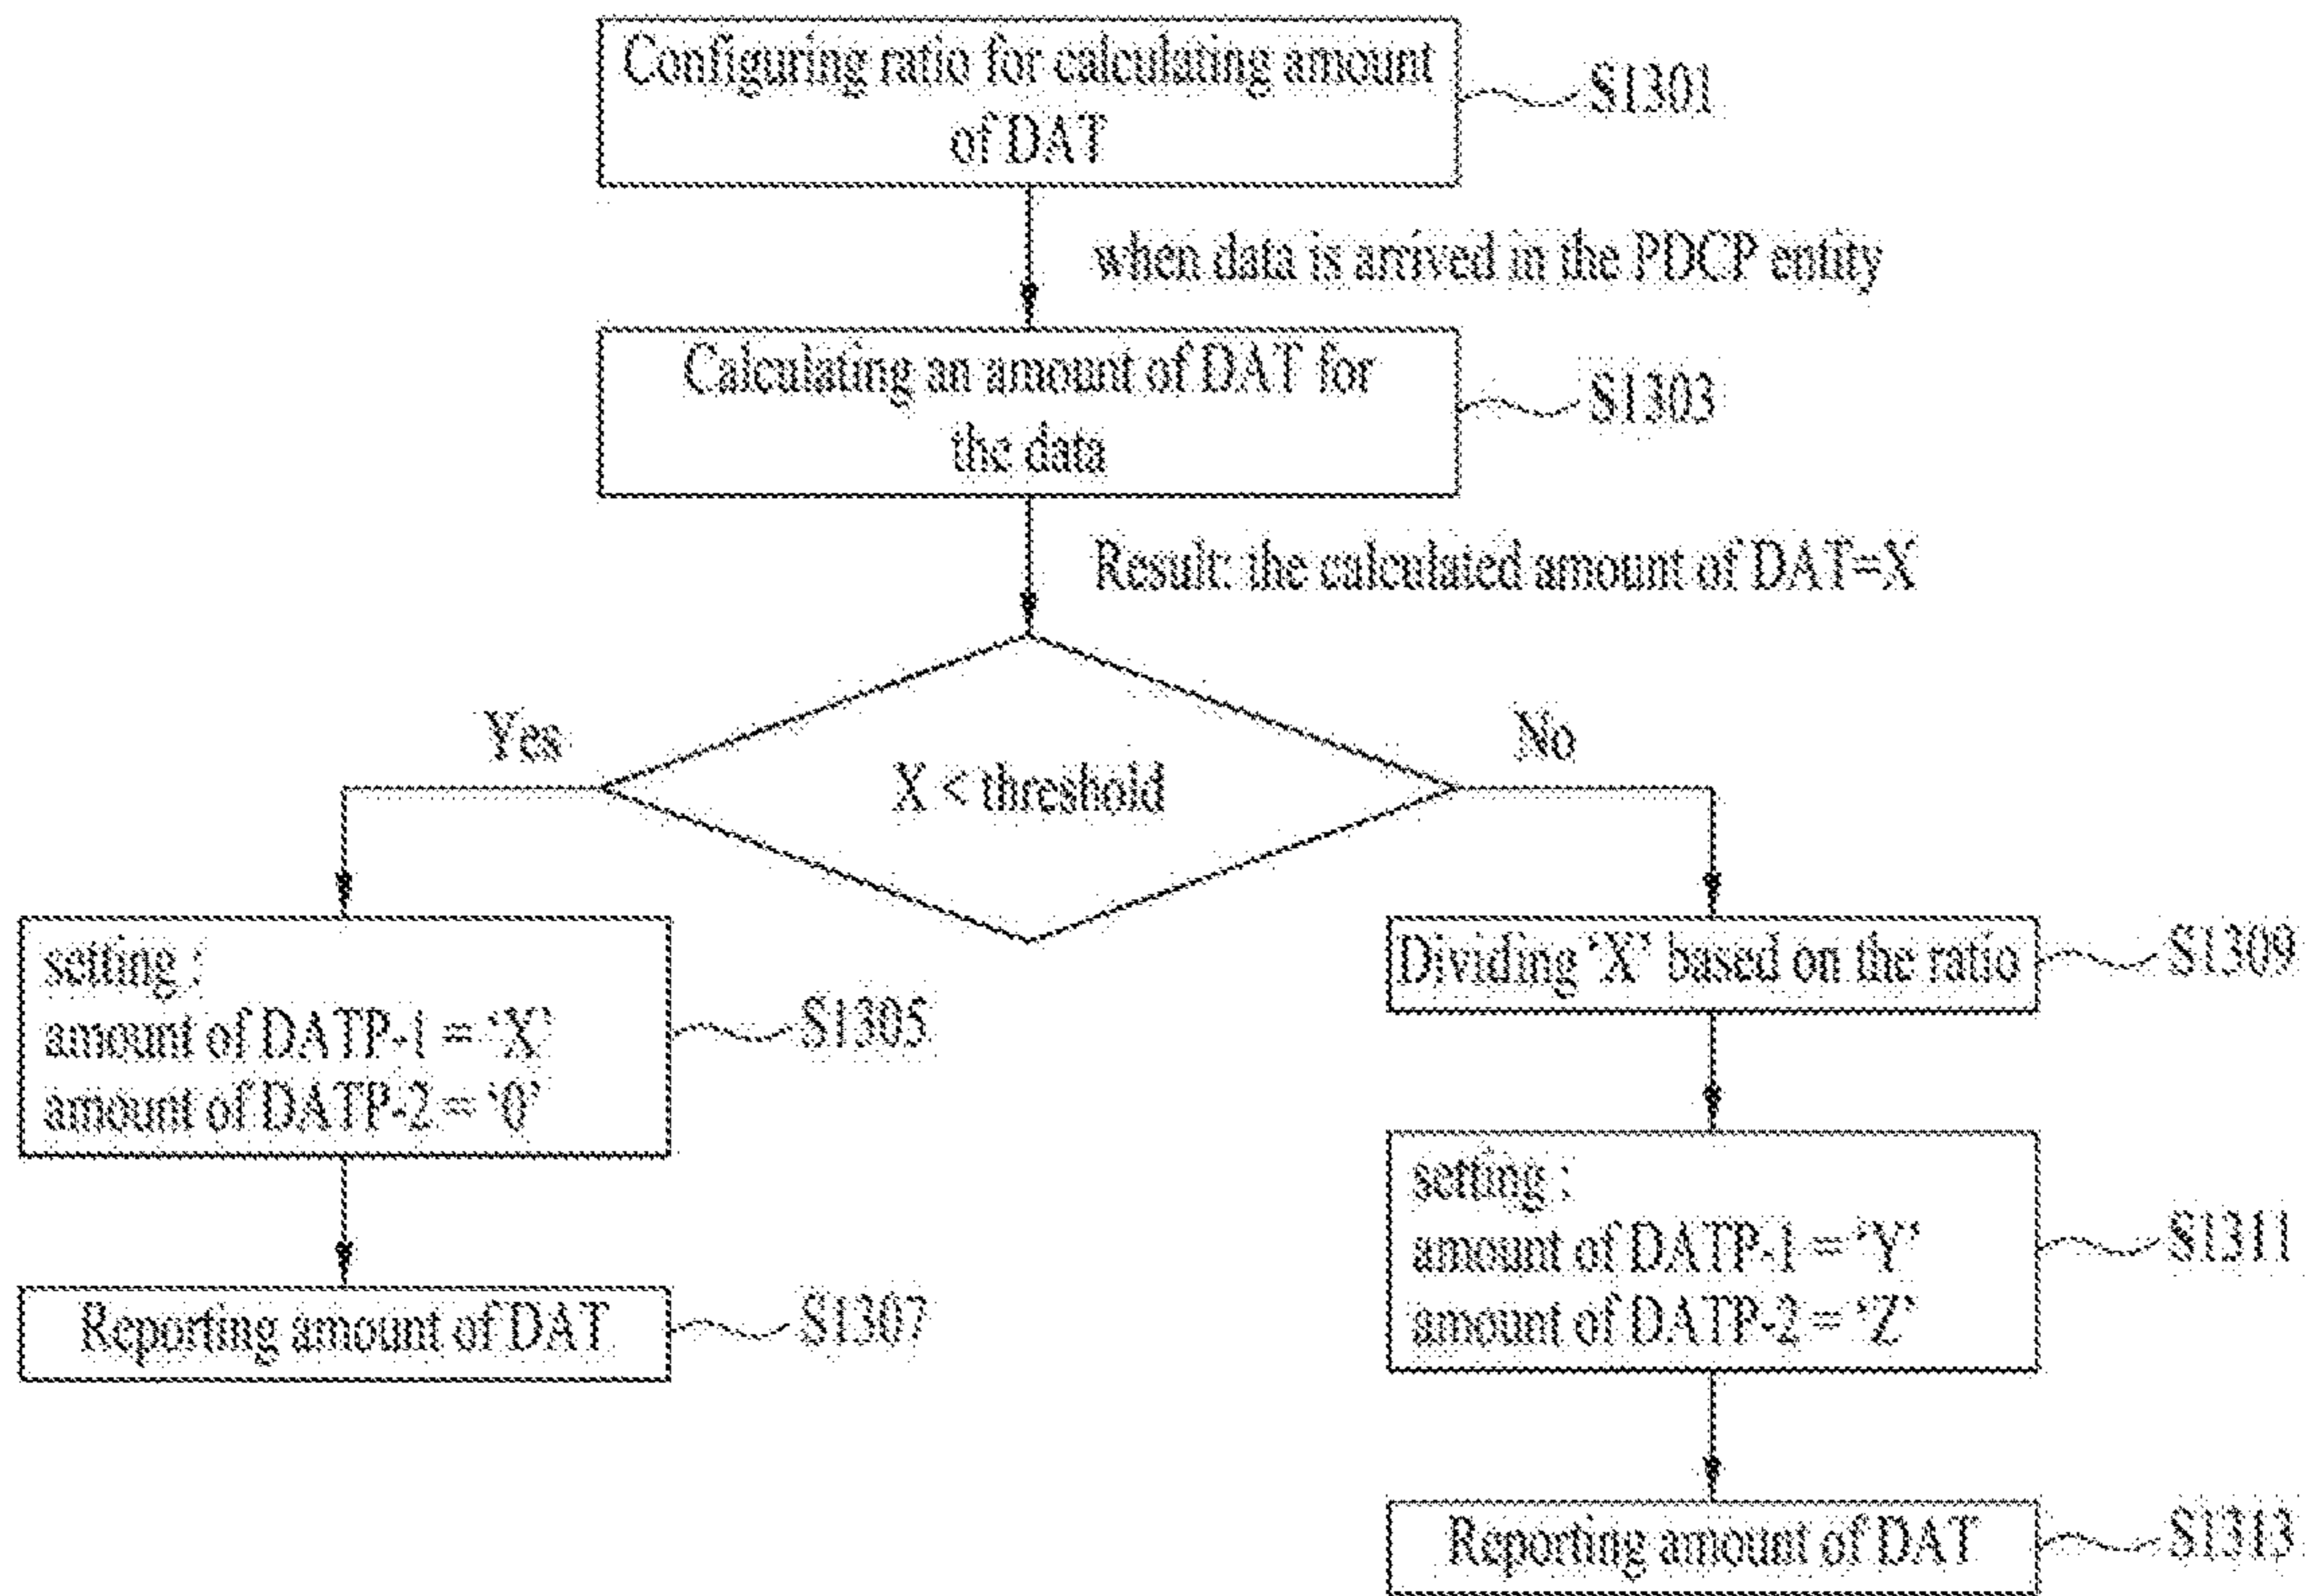 Configuring ratio for calculating amount
of DAT
S1301
when data is arrived in the PDCP entity
Calculating an amount of DAT for
the data
S1303
Result: the calculated amount of DAT=X
Yes
No
X < threshold
setting :
amount of DATP-1 = ‘X’
amount of DATP-2 = ‘0’
S1305
Dividing ‘X’ based on the ratio
S1309
setting :
amount of DATP-1 = ‘Y’
amount of DATP-2 = ‘Z’
S1311
Reporting amount of DAT
S1307
Reporting amount of DAT
S1313